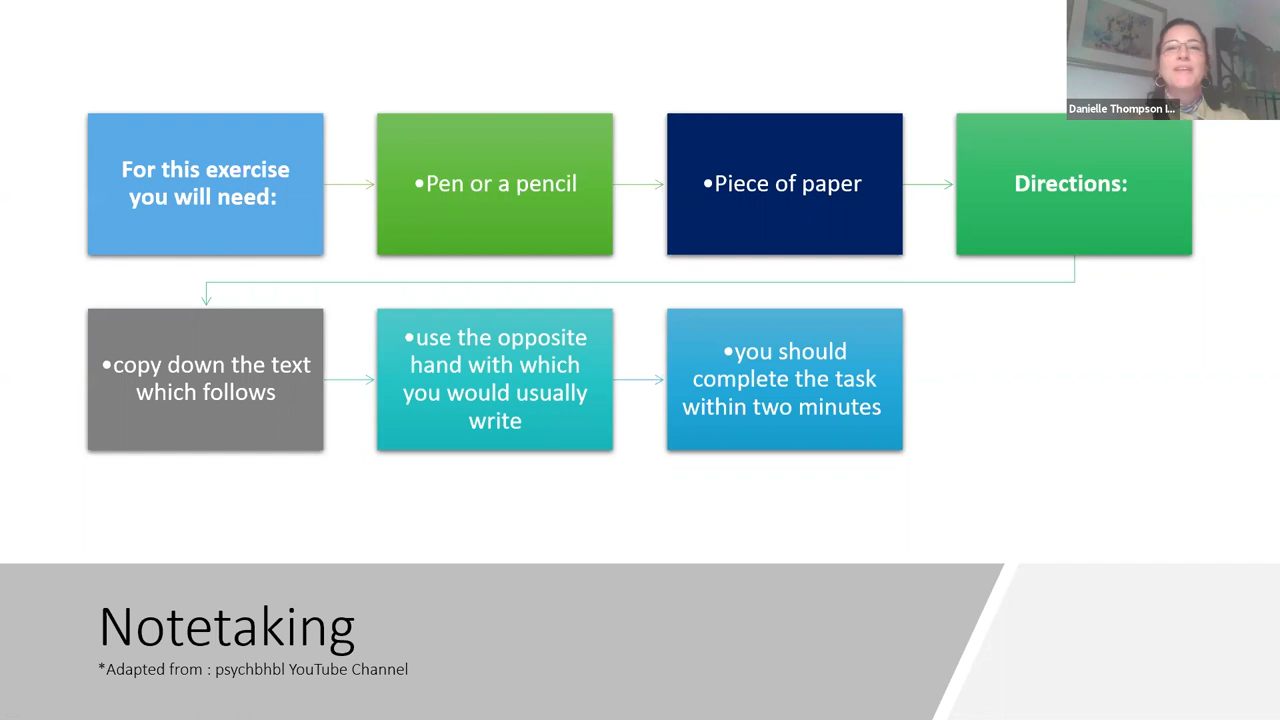 Danielle Thompson I...
For this exercise
you will need:
•Pen or a pencil
•Piece of paper
Directions:
•copy down the text
which follows
•use the opposite
hand with which
you would usually
write
•you should
complete the task
within two minutes
Notetaking
*Adapted from : psychbhbl YouTube Channel